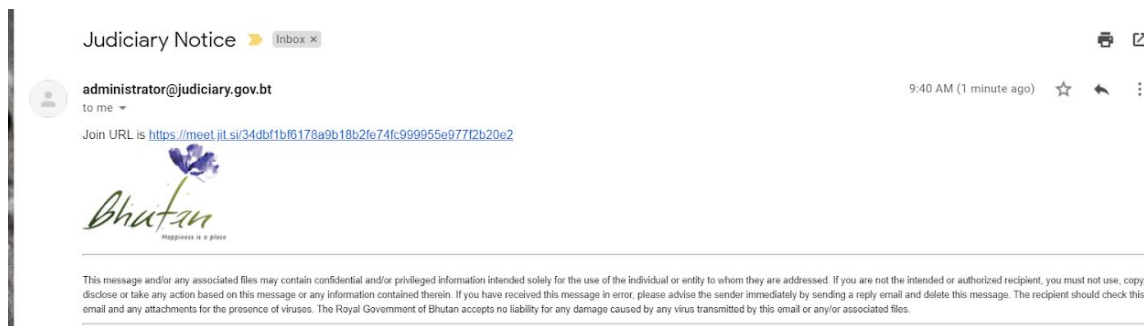 Judiciary Notice Inbox ×
administrator@judiciary.gov.bt 9:40 AM (1 minute ago)
to me
Join URL is https://meet.jit.si/34dbf1bf6178a9b18b2fe74fc999955e977f2b20e2
Bhutan
Happiness is a place
This message and/or any associated files may contain confidential and/or privileged information intended solely for the use of the individual or entity to whom they are addressed. If you are not the intended or authorized recipient, you must not use, copy,
disclose or take any action based on this message or any information contained therein. If you have received this message in error, please advise the sender immediately by sending a reply email and delete this message. The recipient should check this
email and any attachments for the presence of viruses. The Royal Government of Bhutan accepts no liability for any damage caused by any virus transmitted by this email or any/or associated files.